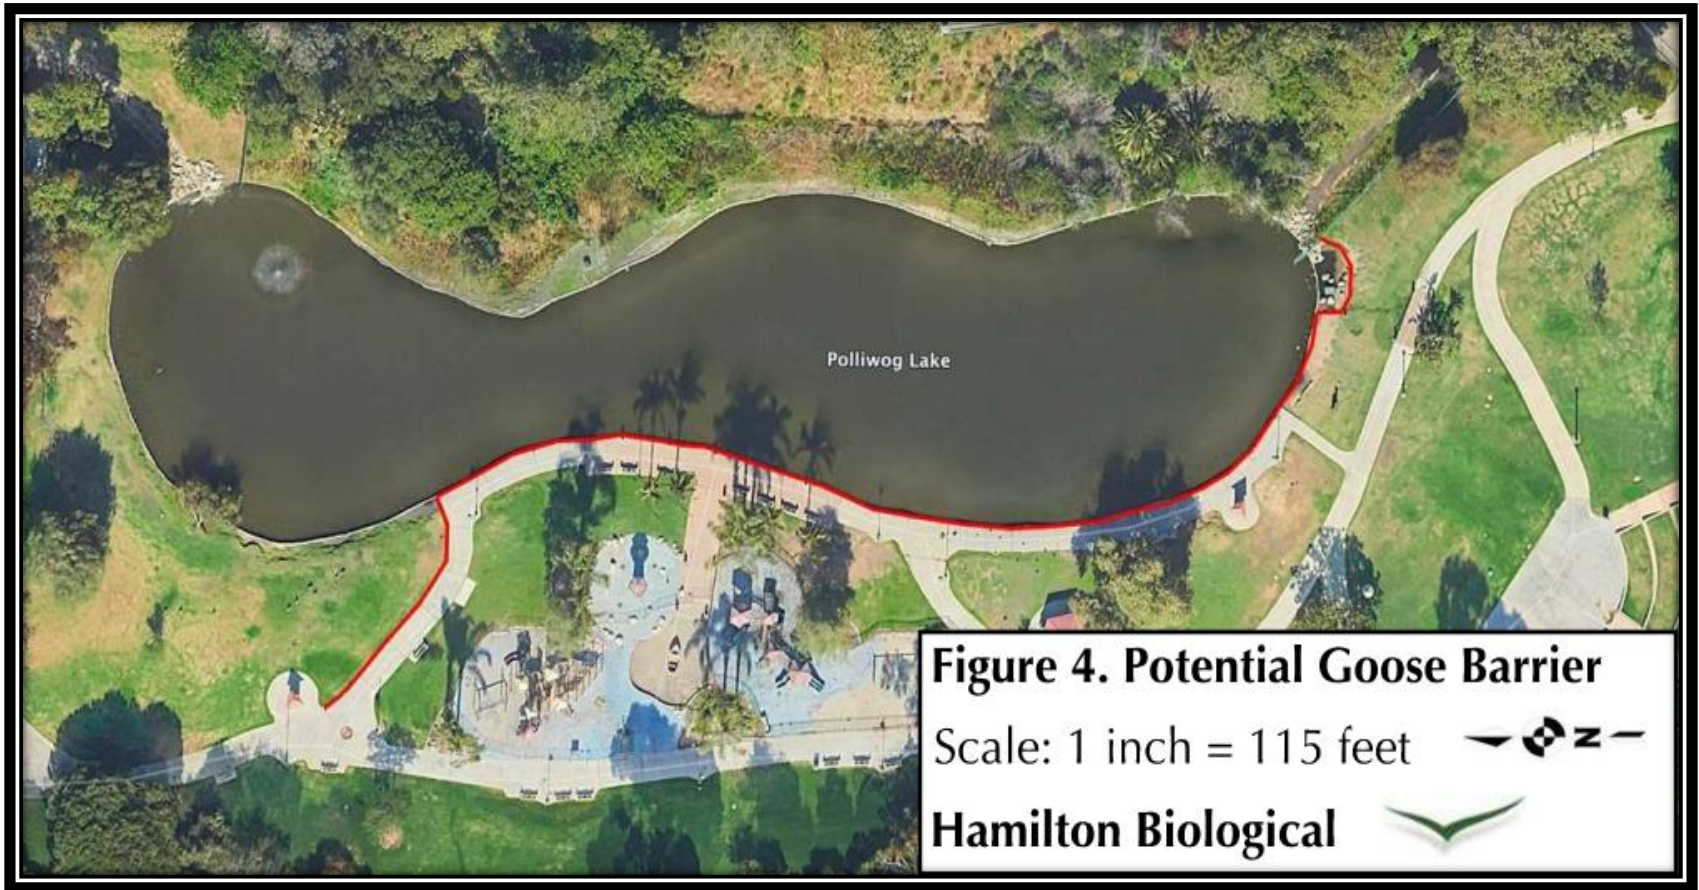 Polliwog Lake
Figure 4. Potential Goose Barrier
Scale: 1 inch = 115 feet
N
Hamilton Biological